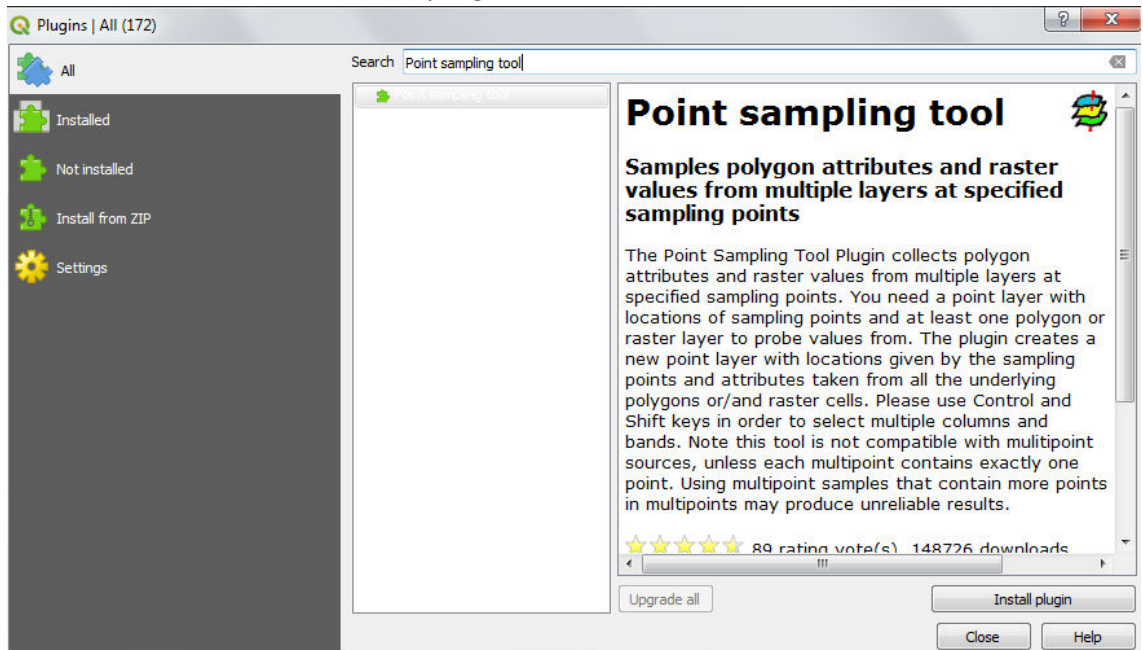 Plugins | All (172)
All
Installed
Not installed
Install from ZIP
Settings
Search Point sampling tool
Point sampling tool
Point sampling tool
Samples polygon attributes and raster
values from multiple layers at specified
sampling points
The Point Sampling Tool Plugin collects polygon
attributes and raster values from multiple layers at
specified sampling points. You need a point layer with
locations of sampling points and at least one polygon or
raster layer to probe values from. The plugin creates a
new point layer with locations given by the sampling
points and attributes taken from all the underlying
polygons or/and raster cells. Please use Control and
Shift keys in order to select multiple columns and
bands. Note this tool is not compatible with mulitipoint
sources, unless each multipoint contains exactly one
point. Using multipoint samples that contain more points
in multipoints may produce unreliable results.
89 rating vote(s), 148726 downloads
Upgrade all
Install plugin
Close
Help